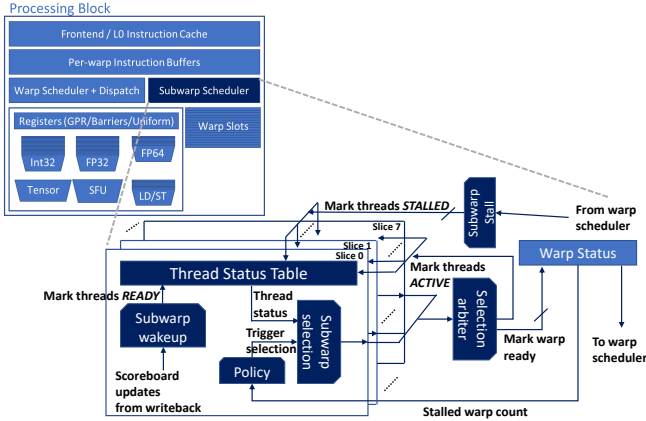 Processing Block
Frontend / L0 Instruction Cache
Per-warp Instruction Buffers
Warp Scheduler + Dispatch
Subwarp Scheduler
Registers (GPR/Barriers/Uniform)
Warp Slots
Int32
FP32
FP64
Tensor
SFU
LD/ST
Mark threads STALLED
Subwarp
Stall
From warp
scheduler
Slice 7
Slice 1
Slice 0
Warp Status
Thread Status Table
Mark threads
ACTIVE
Mark threads READY
Thread
status
Subwarp
wakeup
Subwarp
selection
Selection
arbiter
Trigger
selection
Policy
Mark warp
ready
To warp
scheduler
Scoreboard
updates
from writeback
Stalled warp count